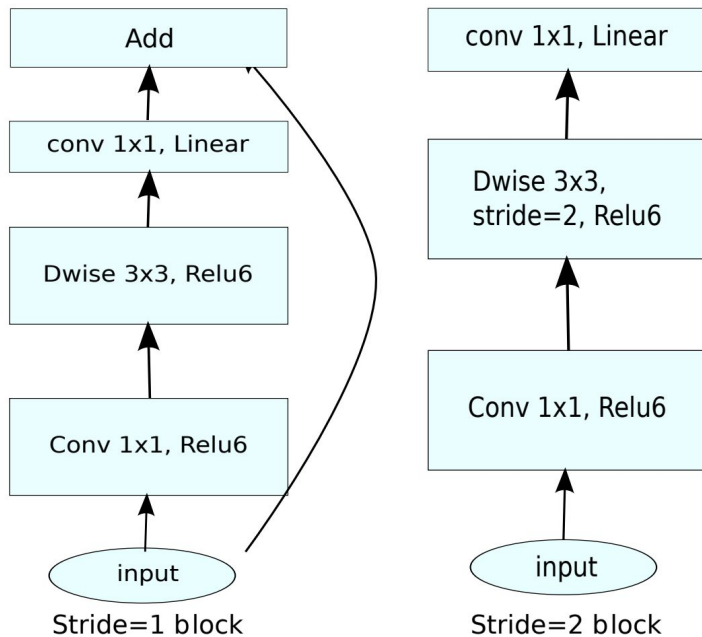 Add
conv 1x1, Linear
Dwise 3x3, Relu6
Conv 1x1, Relu6
input
Stride=1 block
conv 1x1, Linear
Dwise 3x3,
stride=2, Relu6
Conv 1x1, Relu6
input
Stride=2 block